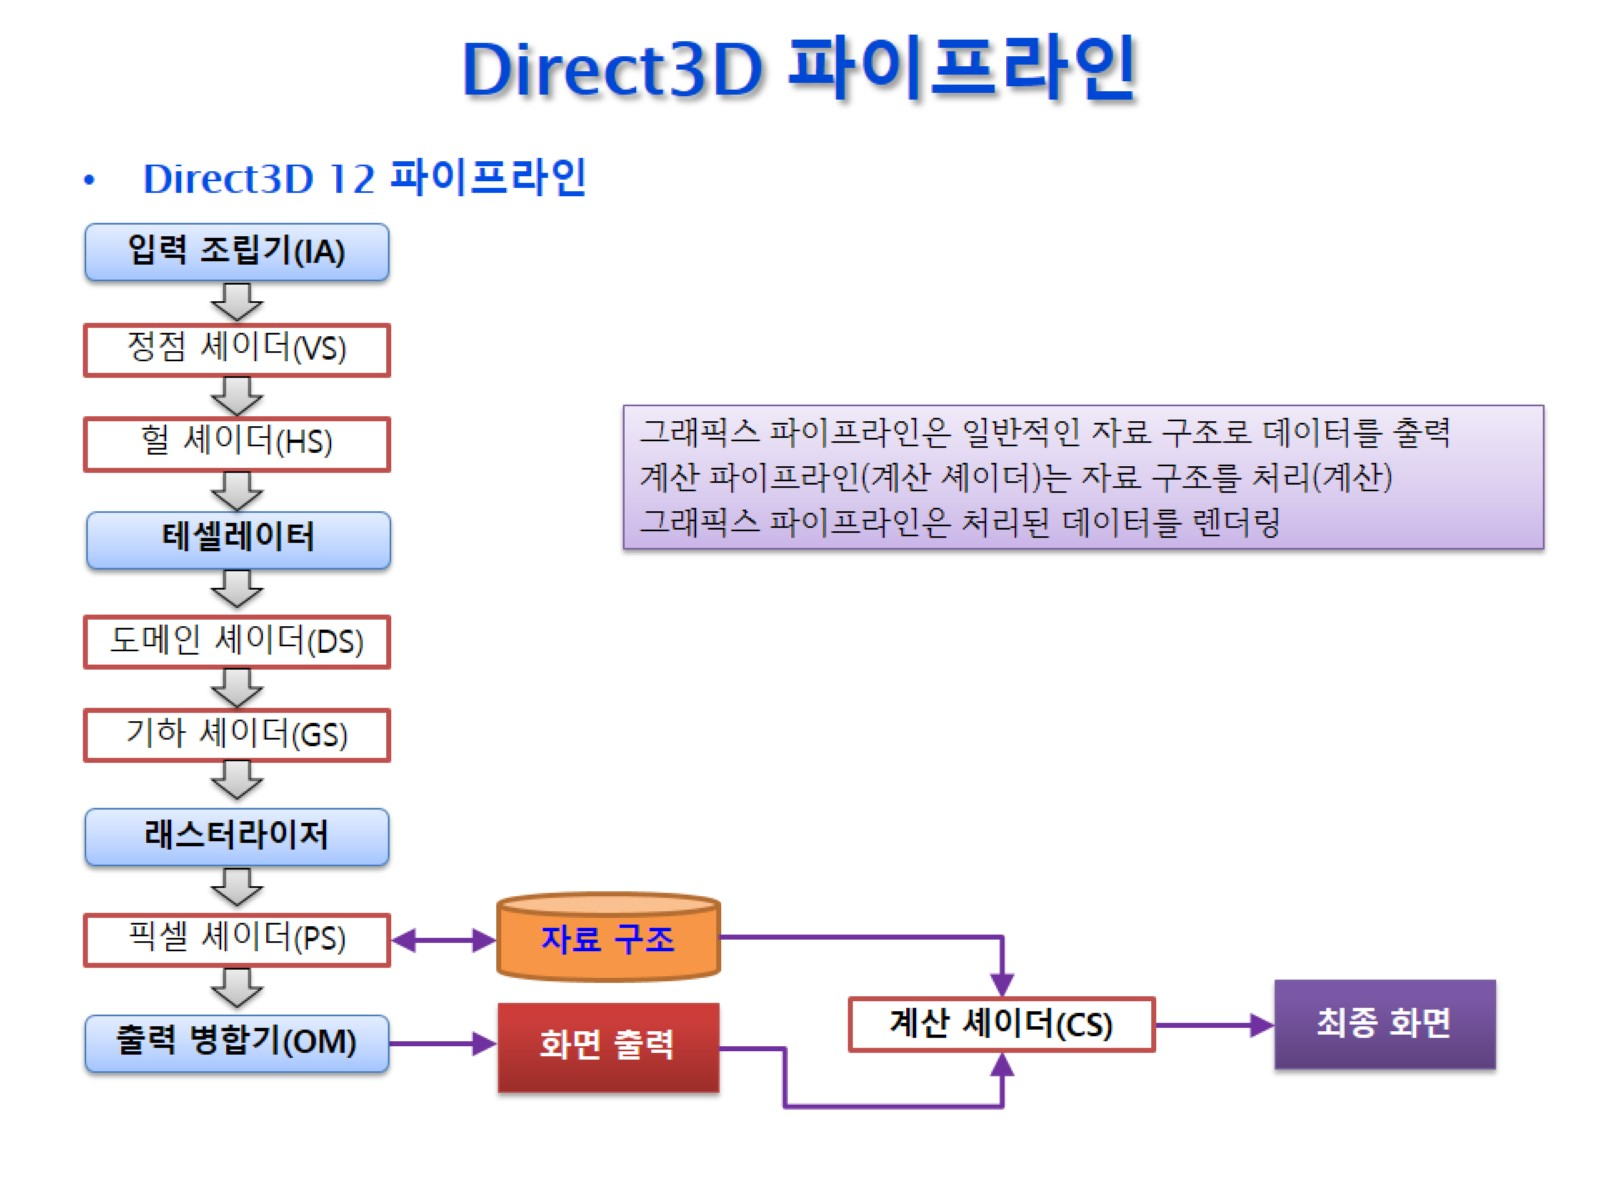 Direct3D 파이프라인
• Direct3D 12 파이프라인
입력 조립기(IA)
정점 셰이더(VS)
헐 셰이더(HS)
테셀레이터
도메인 셰이더(DS)
기하 셰이더(GS)
래스터라이저
픽셀 셰이더(PS)
출력 병합기(OM)
그래픽스 파이프라인은 일반적인 자료 구조로 데이터를 출력
계산 파이프라인(계산 셰이더)는 자료 구조를 처리(계산)
그래픽스 파이프라인은 처리된 데이터를 렌더링
자료 구조
화면 출력
계산 셰이더(CS)
최종 화면